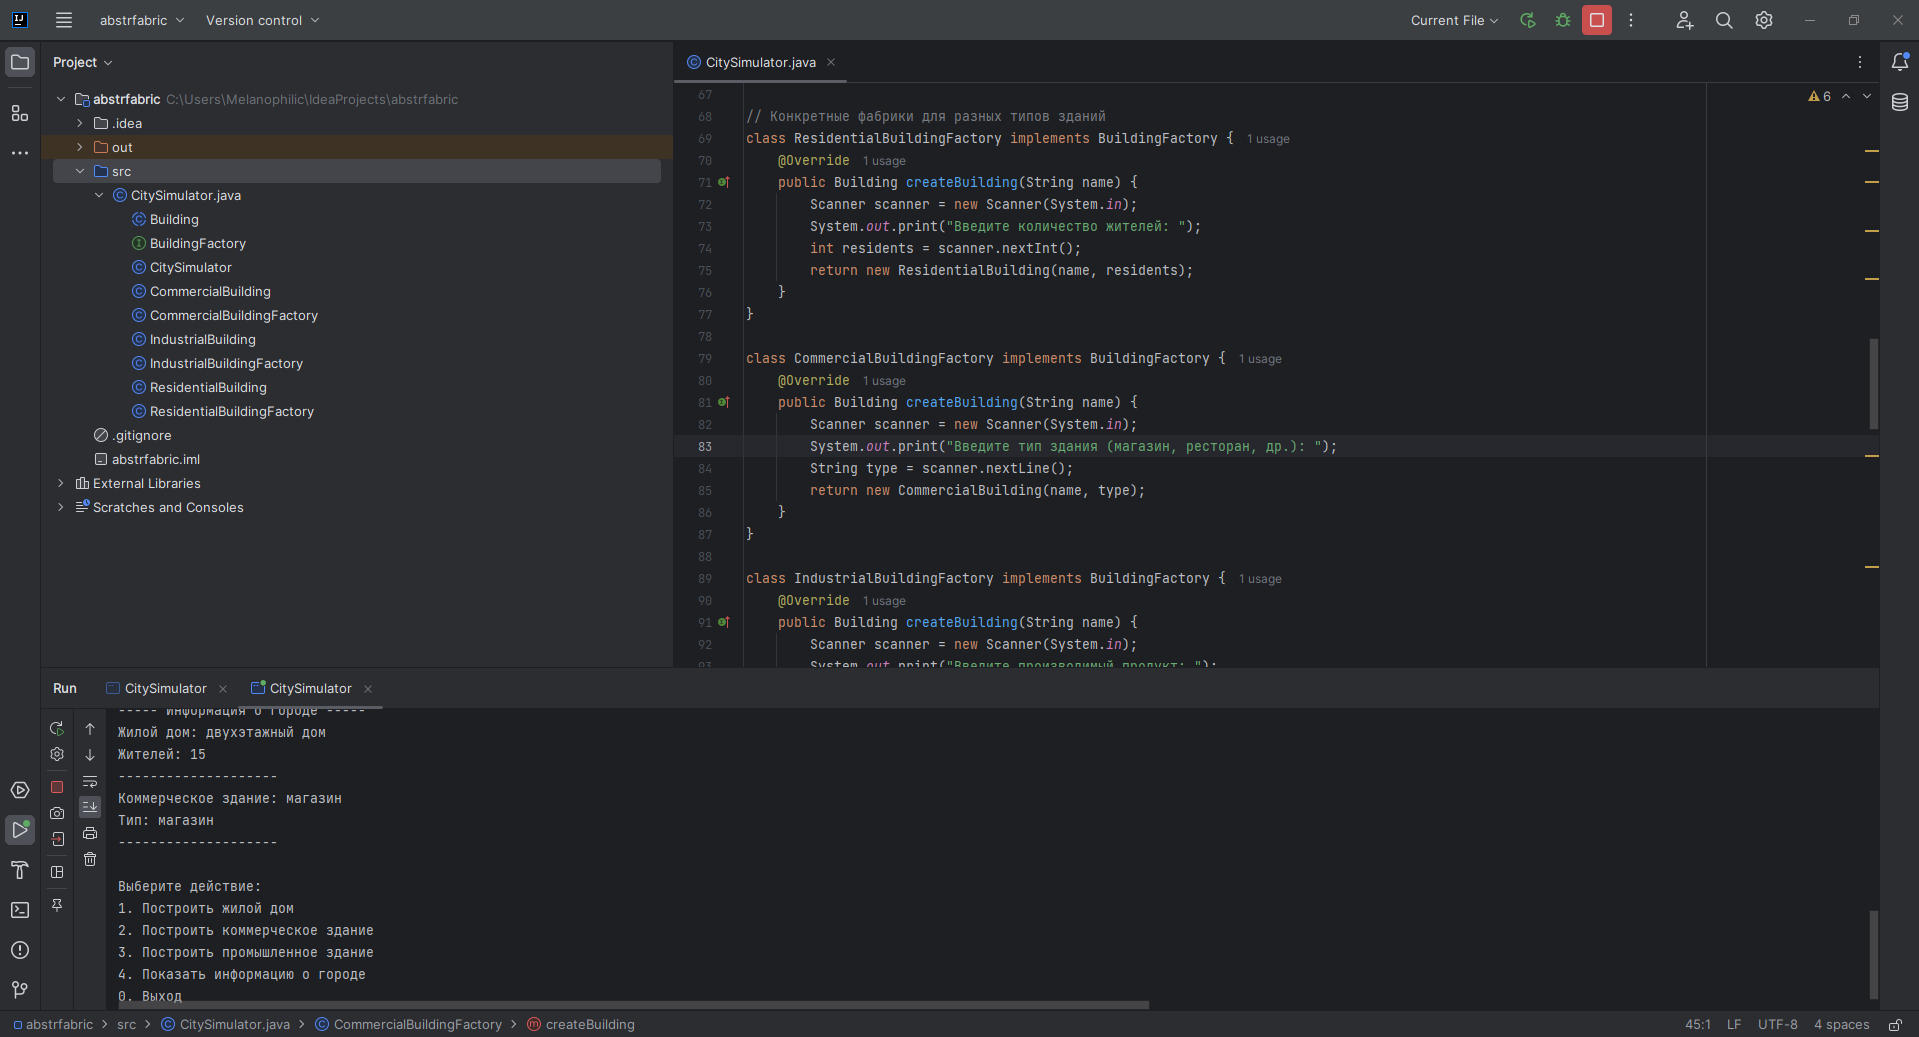 abstrfabric
Version control
Current File
Project
CitySimulator.java
abstrfabric C:\Users\Melanophilic\IdeaProjects\abstrfabric
.idea
out
src
CitySimulator.java
Building
BuildingFactory
CitySimulator
CommercialBuilding
CommercialBuildingFactory
IndustrialBuilding
IndustrialBuildingFactory
ResidentialBuilding
ResidentialBuildingFactory
.gitignore
abstrfabric.iml
External Libraries
Scratches and Consoles
6
67
68 // Конкретные фабрики для разных типов зданий
69 class ResidentialBuildingFactory implements BuildingFactory { 1 usage
70 @Override 1 usage
71 public Building createBuilding(String name) {
72 Scanner scanner = new Scanner(System.in);
73 System.out.print("Введите количество жителей: ");
74 int residents = scanner.nextInt();
75 return new ResidentialBuilding(name, residents);
76 }
77 }
78
79 class CommercialBuildingFactory implements BuildingFactory { 1 usage
80 @Override 1 usage
81 public Building createBuilding(String name) {
82 Scanner scanner = new Scanner(System.in);
83 System.out.print("Введите тип здания (магазин, ресторан, др.): ");
84 String type = scanner.nextLine();
85 return new CommercialBuilding(name, type);
86 }
87 }
88
89 class IndustrialBuildingFactory implements BuildingFactory { 1 usage
90 @Override 1 usage
91 public Building createBuilding(String name) {
92 Scanner scanner = new Scanner(System.in);
93 System.out.print("Введите производимый продукт: ");
Run
CitySimulator
CitySimulator
----- Информация о городе -----
Жилой дом: двухэтажный дом
Жителей: 15
--------------------
Коммерческое здание: магазин
Тип: магазин
--------------------
Выберите действие:
1. Построить жилой дом
2. Построить коммерческое здание
3. Построить промышленное здание
4. Показать информацию о городе
0. Выход
abstrfabric > src > CitySimulator.java > CommercialBuildingFactory > createBuilding
45:1 LF UTF-8 4 spaces